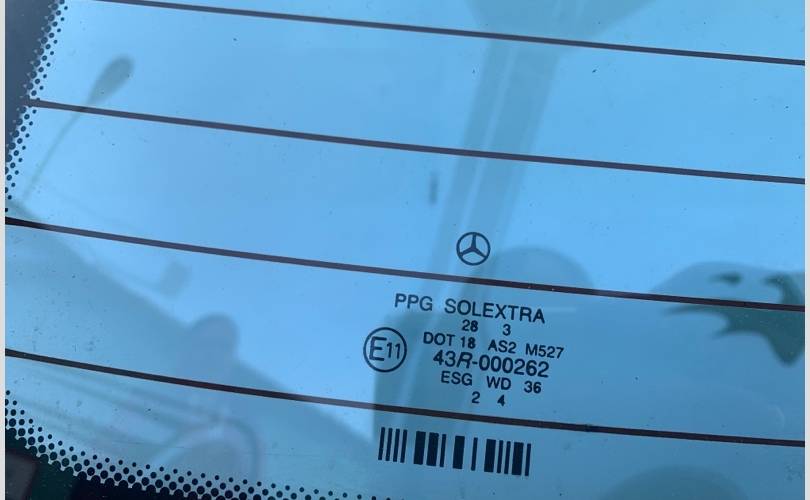 PPG SOLEXTRA
28 3
DOT 18 AS2 M527
E11
43R-000262
ESG WD 36
2 4